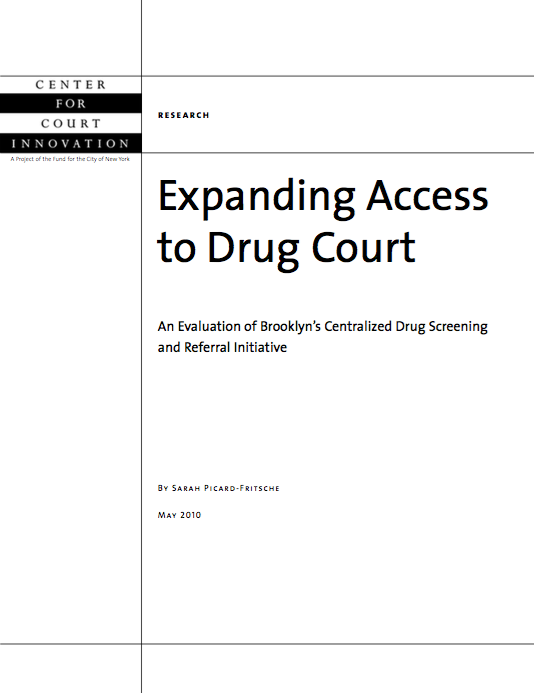 CENTER
FOR
COURT
INNOVATION
A Project of the Fund for the City of New York
RESEARCH
Expanding Access
to Drug Court
An Evaluation of Brooklyn's Centralized Drug Screening
and Referral Initiative
By Sarah Picard-Fritsche
May 2010